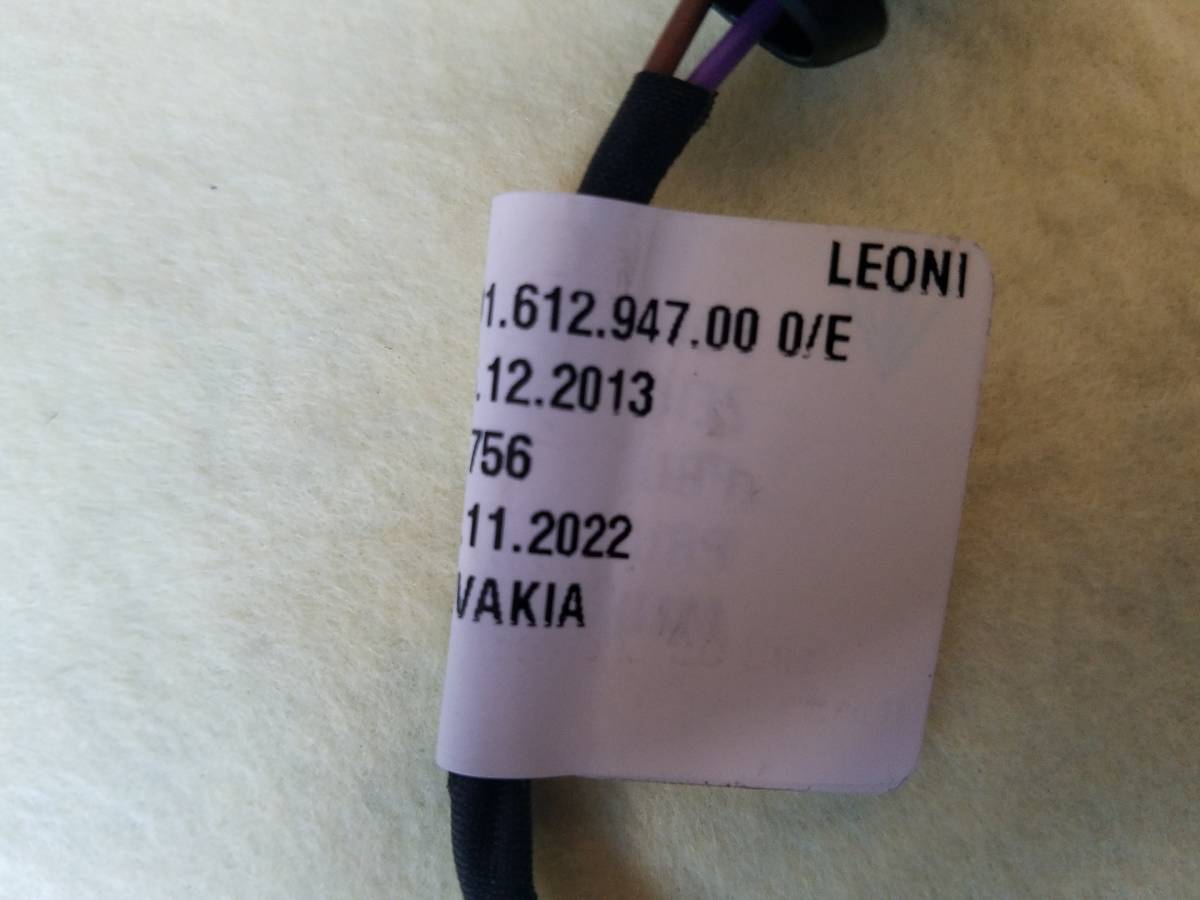 LEONI
1.612.947.00 0/E
.12.2013
756
.11.2022
VAKIA